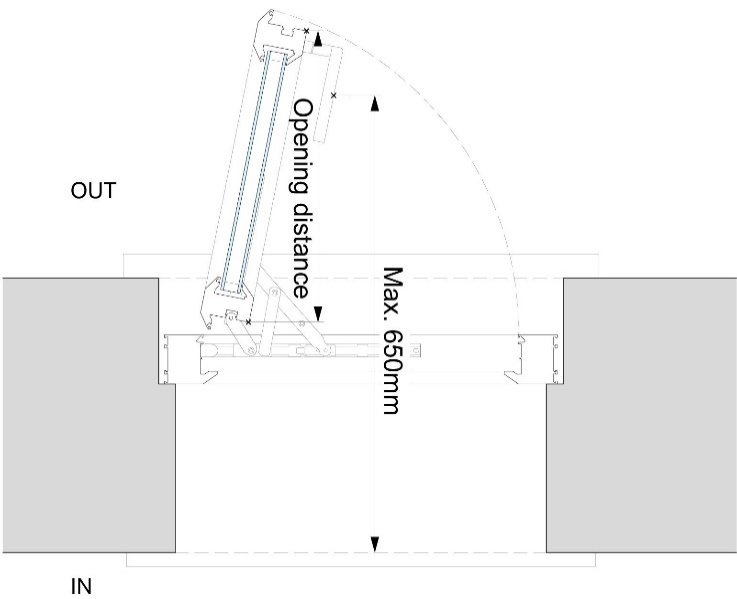 OUT
Opening distance
Max. 650mm
IN